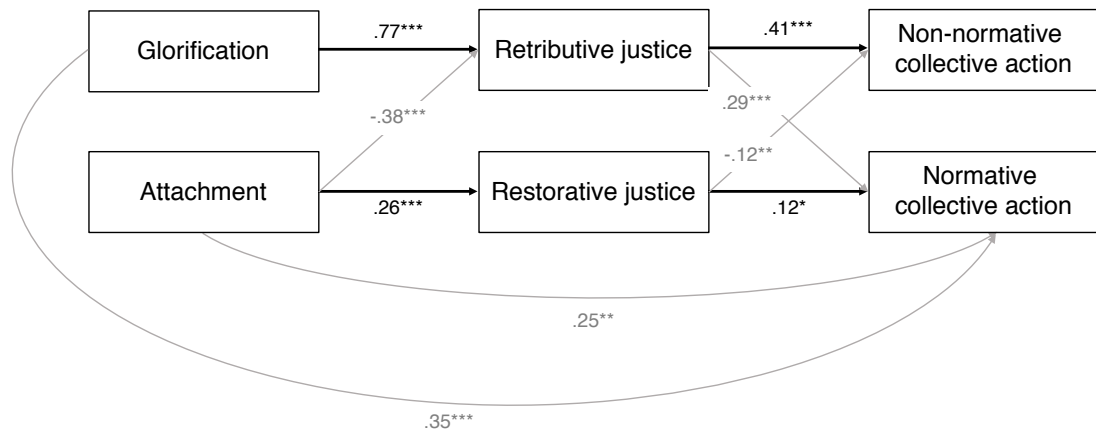 .77***
.41***
Glorification
Retributive justice
Non-normative
collective action
.29***
-.38***
-.12**
Attachment
Restorative justice
Normative
collective action
.26***
.12*
.25**
.35***